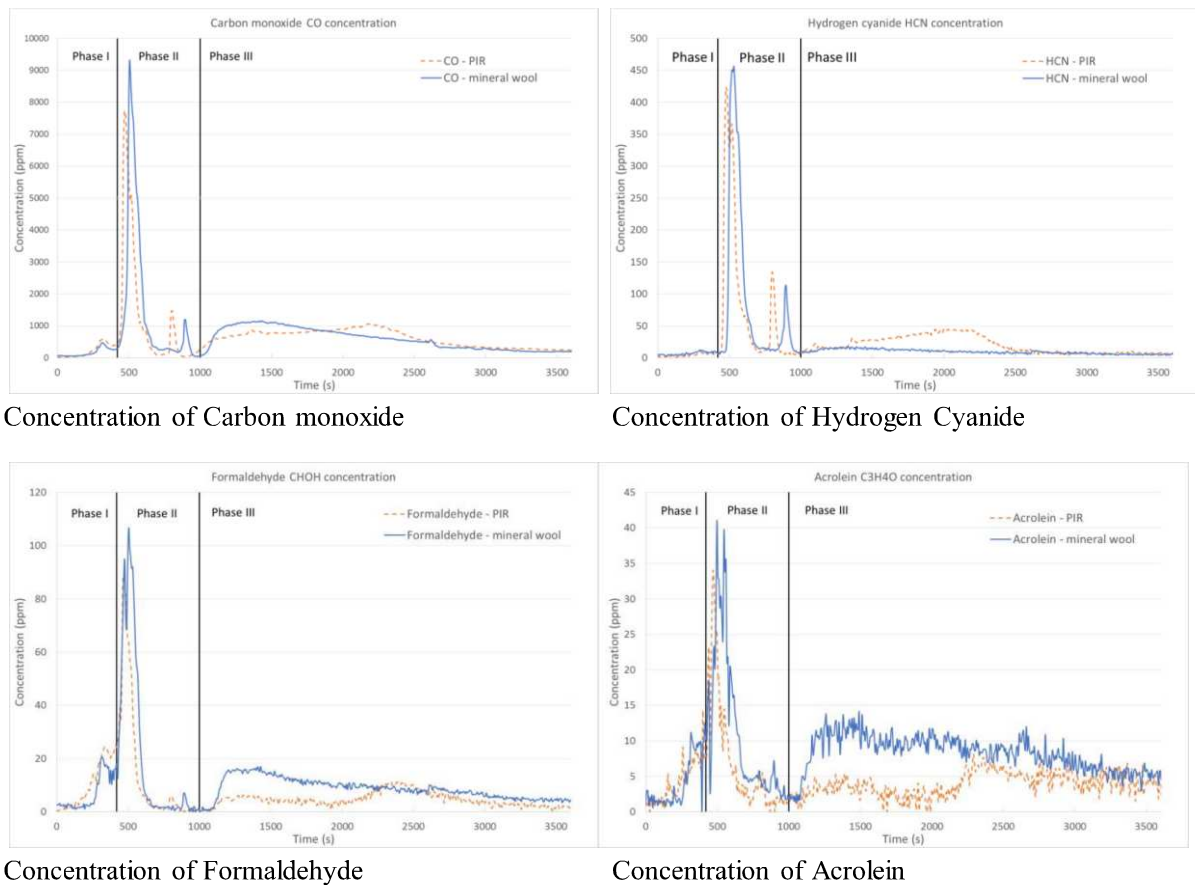 Carbon monoxide CO concentration
10000
9000
8000
7000
6000
5000
4000
3000
2000
1000
0
Concentration (ppm)
Phase I
Phase II
Phase III
CO - PIR
CO - mineral wool
0 500 1000 1500 2000 2500 3000 3500
Time (s)
Concentration of Carbon monoxide
Hydrogen cyanide HCN concentration
500
450
400
350
300
250
200
150
100
50
0
Concentration (ppm)
Phase I
Phase II
Phase III
HCN - PIR
HCN - mineral wool
0 500 1000 1500 2000 2500 3000 3500
Time (s)
Concentration of Hydrogen Cyanide
Formaldehyde CHOH concentration
120
100
80
60
40
20
0
Concentration (ppm)
Phase I
Phase II
Phase III
Formaldehyde - PIR
Formaldehyde - mineral wool
0 500 1000 1500 2000 2500 3000 3500
Time (s)
Concentration of Formaldehyde
Acrolein C3H4O concentration
45
40
35
30
25
20
15
10
5
0
Concentration (ppm)
Phase I
Phase II
Phase III
Acrolein - PIR
Acrolein - mineral wool
0 500 1000 1500 2000 2500 3000 3500
Time (s)
Concentration of Acrolein